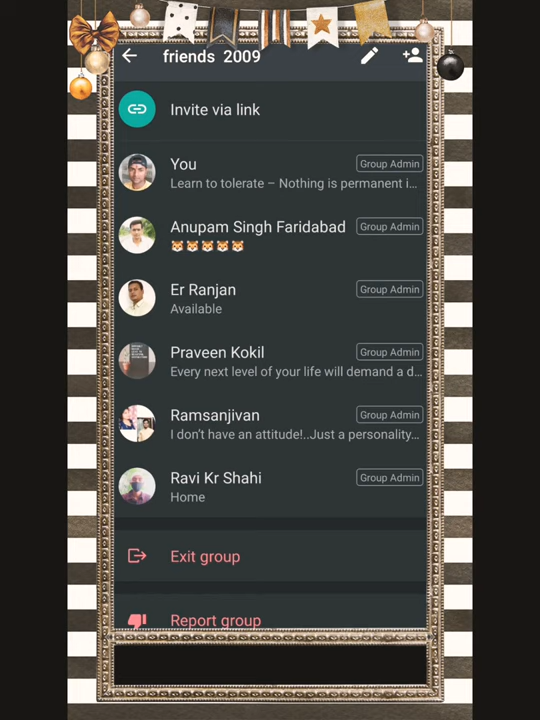 friends 2009
Invite via link
You
Group Admin
Learn to tolerate – Nothing is permanent i...
Anupam Singh Faridabad
Group Admin
🐯🐯🐯🐯🐯
Er Ranjan
Group Admin
Available
Praveen Kokil
Group Admin
Every next level of your life will demand a d...
Ramsanjivan
Group Admin
I don't have an attitude!..Just a personality...
Ravi Kr Shahi
Group Admin
Home
Exit group
Report group